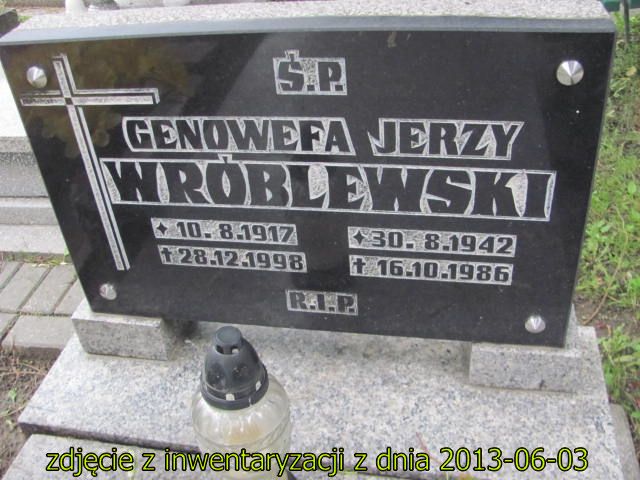 Ś.P.
GENOWEFA JERZY
WRÓBLEWSKI
✦10. 8.1917 ✦30. 8.1942
✝28.12.1998 ✝16.10.1986
R.I.P.
zdjęcie z inwentaryzacji z dnia 2013-06-03